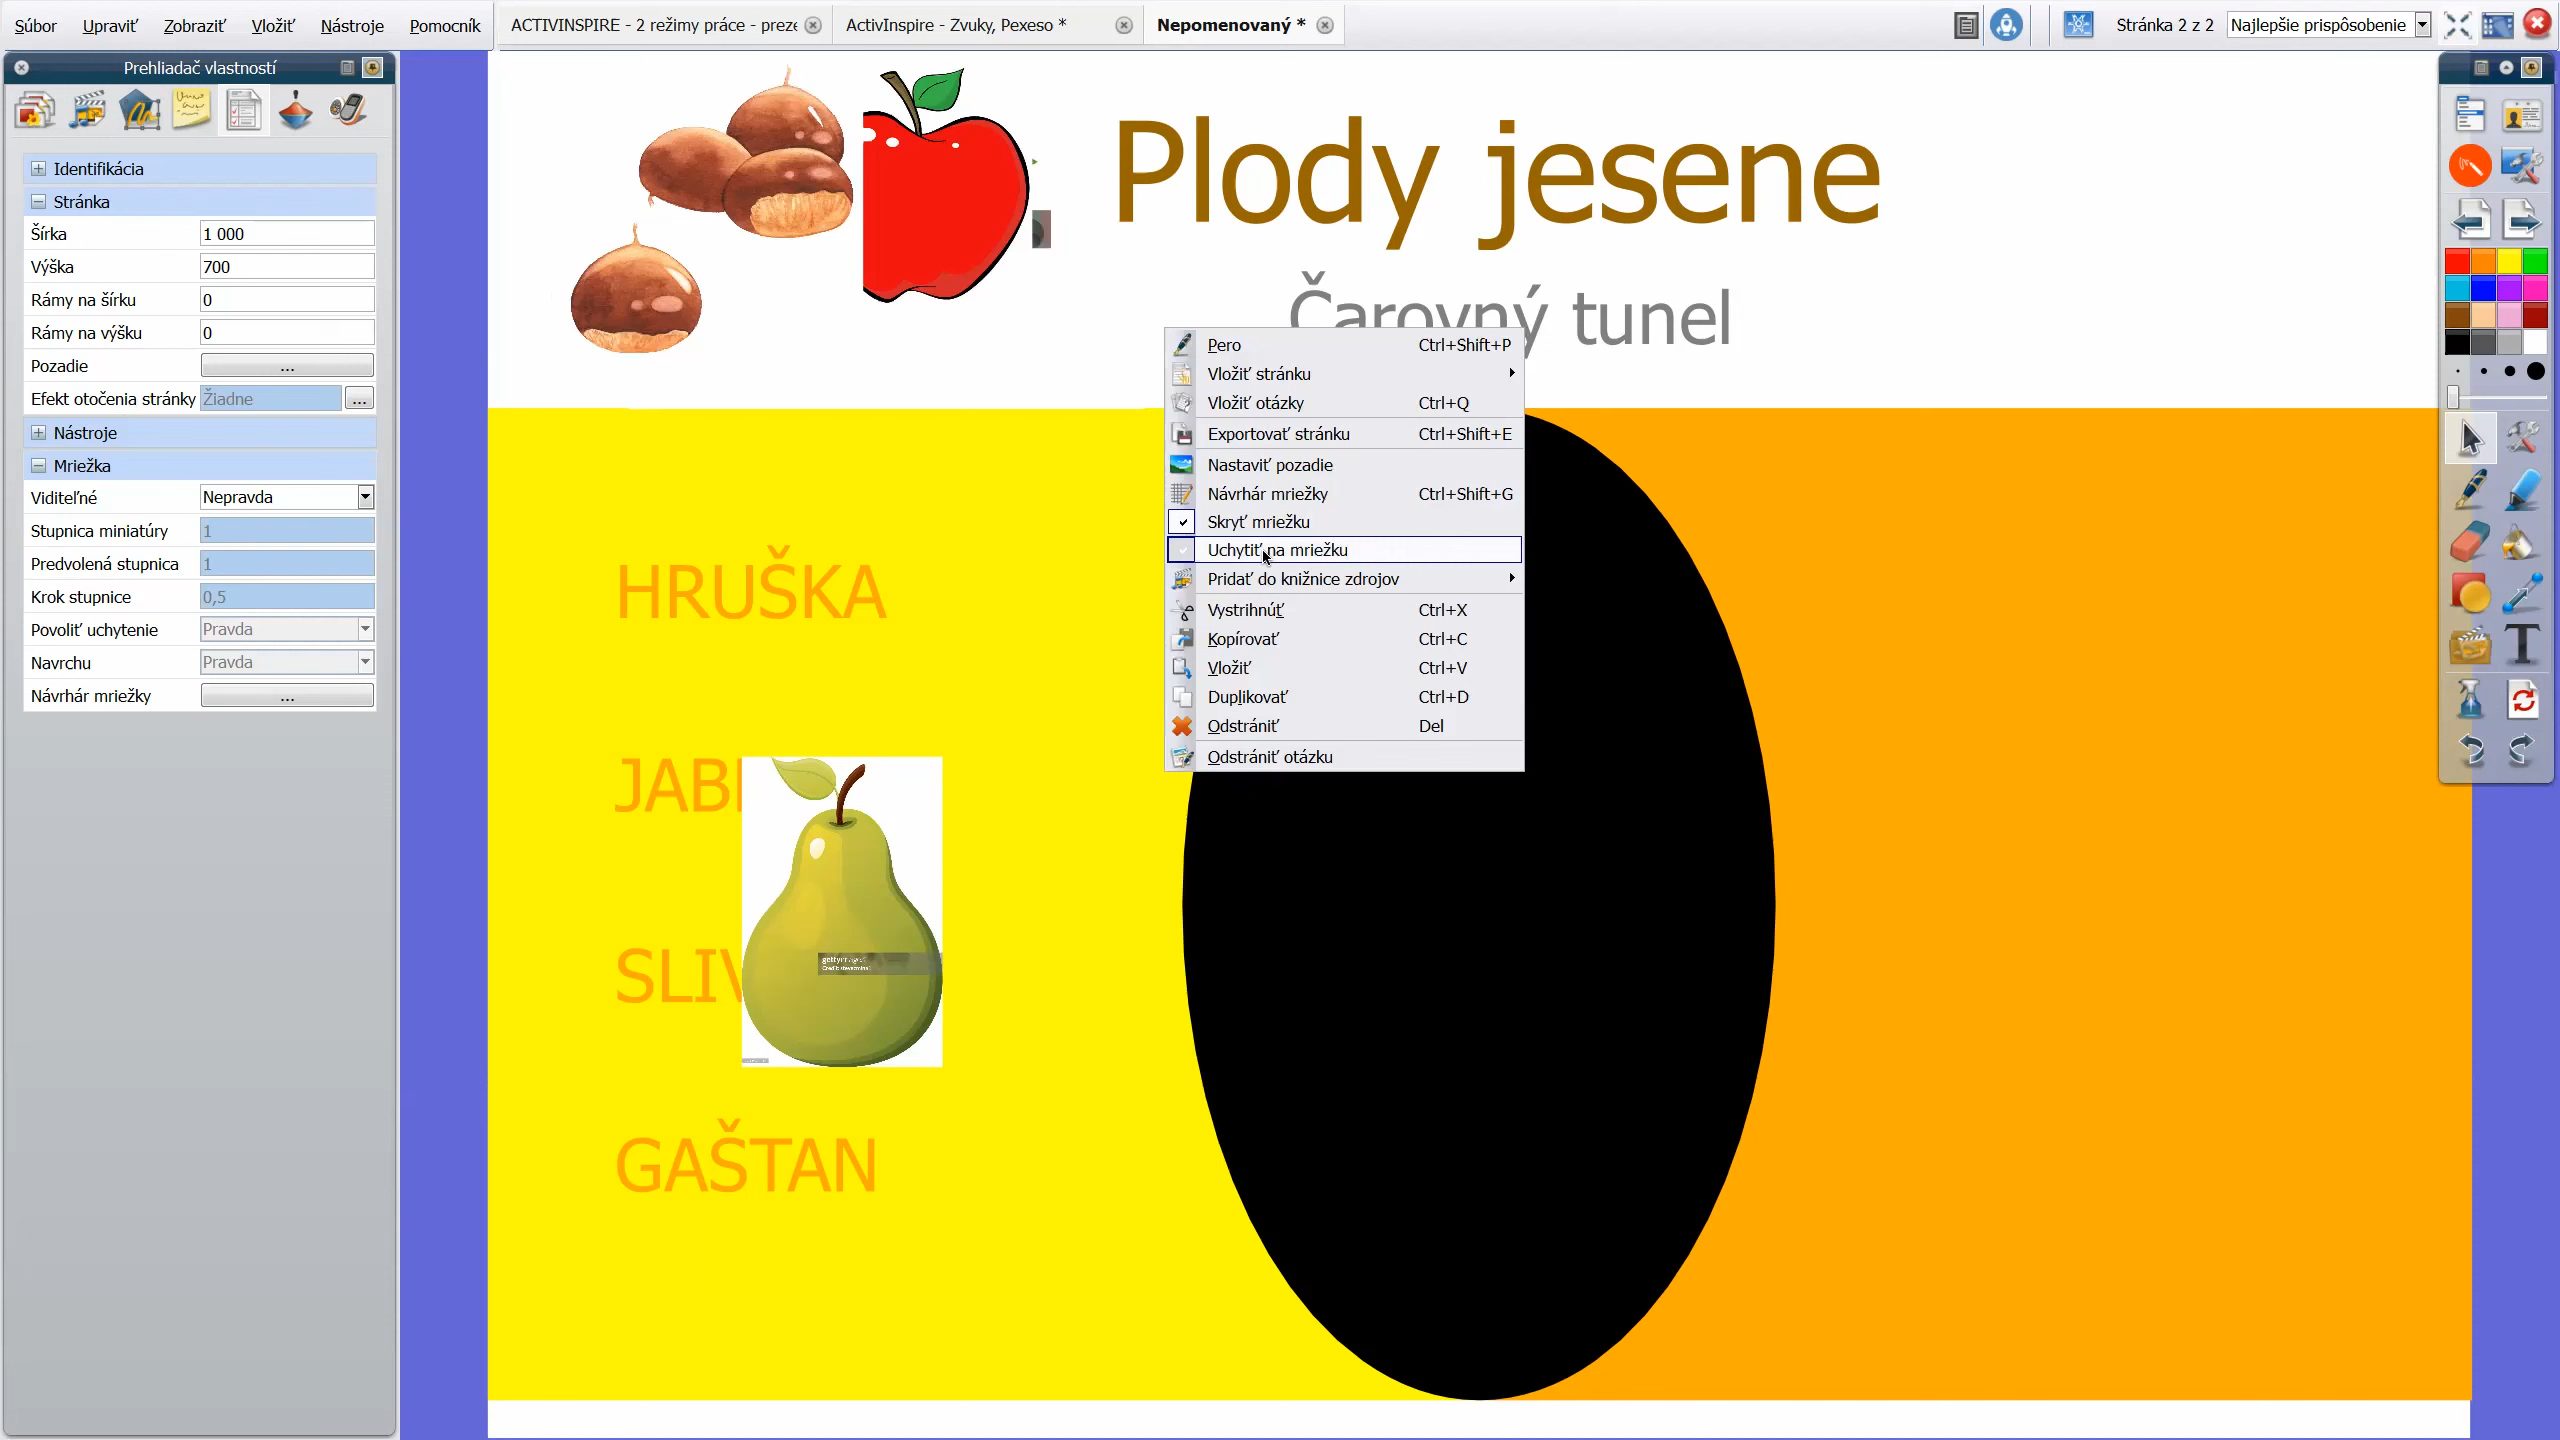 Súbor Upraviť Zobraziť Vložiť Nástroje Pomocník
ACTIVINSPIRE - 2 režimy práce - preze
ActivInspire - Zvuky, Pexeso *
Nepomenovaný *
Stránka 2 z 2
Najlepšie prispôsobenie
Prehliadač vlastností
Identifikácia
Stránka
Šírka 1 000
Výška 700
Rámy na šírku 0
Rámy na výšku 0
Pozadie ...
Efekt otočenia stránky Žiadne ...
Nástroje
Mriežka
Viditeľné Nepravda
Stupnica miniatúry 1
Predvolená stupnica 1
Krok stupnice 0,5
Povoliť uchytenie Pravda
Navrchu Pravda
Návrhár mriežky ...
Plody jesene
Čarovný tunel
Pero Ctrl+Shift+P
Vložiť stránku
Vložiť otázky Ctrl+Q
Exportovať stránku Ctrl+Shift+E
Nastaviť pozadie
Návrhár mriežky Ctrl+Shift+G
Skryť mriežku
Uchytiť na mriežku
Pridať do knižnice zdrojov
Vystrihnúť Ctrl+X
Kopírovať Ctrl+C
Vložiť Ctrl+V
Duplikovať Ctrl+D
Odstrániť Del
Odstrániť otázku
HRUŠKA
JABL
SLIV
GAŠTAN